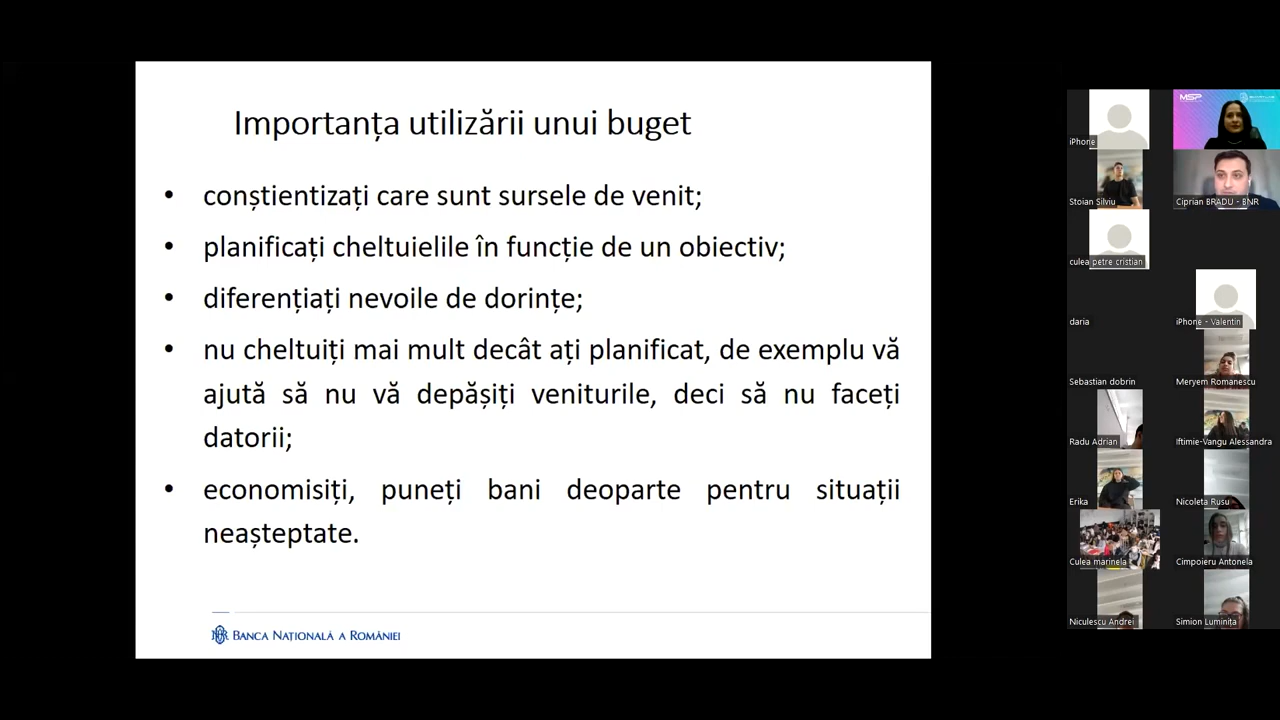 Importanța utilizării unui buget
• conștientizați care sunt sursele de venit;
• planificați cheltuielile în funcție de un obiectiv;
• diferențiați nevoile de dorințe;
• nu cheltuiți mai mult decât ați planificat, de exemplu vă
ajută să nu vă depășiți veniturile, deci să nu faceți
datorii;
• economisiți, puneți bani deoparte pentru situații
neașteptate.
BANCA NAȚIONALĂ A ROMÂNIEI
iPhone
MSP
Stoian Silviu
Ciprian BRADU - BNR
culea petre cristian
daria
iPhone - Valentin
Sebastian dobrin
Meryem Romanescu
Radu Adrian
Iftimie-Vangu Alessandra
Erika
Nicoleta Rusu
Culea marinela
Cimpoieru Antonela
Niculescu Andrei
Simion Luminița